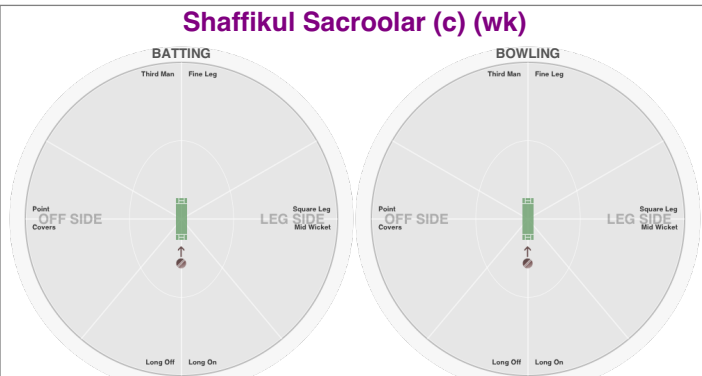 Shaffikul Sacroolar (c) (wk)
BATTING
Third Man Fine Leg
Point
OFF SIDE
Covers
Square Leg
LEG SIDE
Mid Wicket
Long Off Long On
BOWLING
Third Man Fine Leg
Point
OFF SIDE
Covers
Square Leg
LEG SIDE
Mid Wicket
Long Off Long On